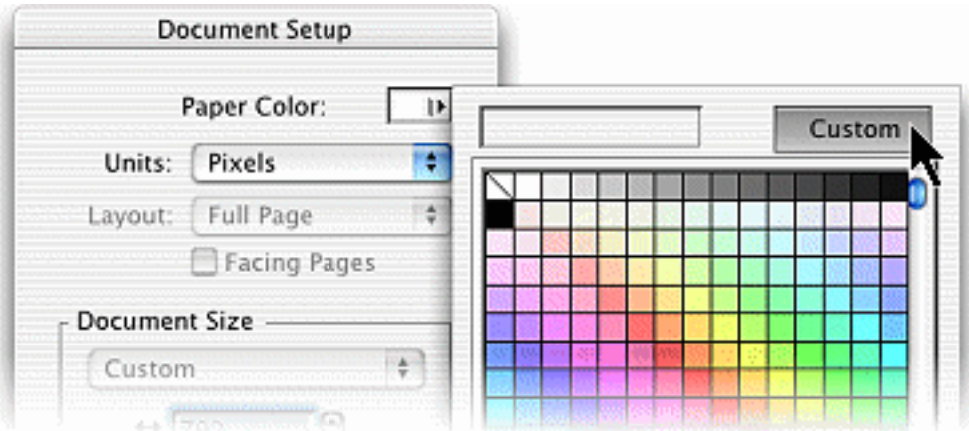 Document Setup
Paper Color:
Custom
Units: Pixels
Layout: Full Page
Facing Pages
Document Size
Custom